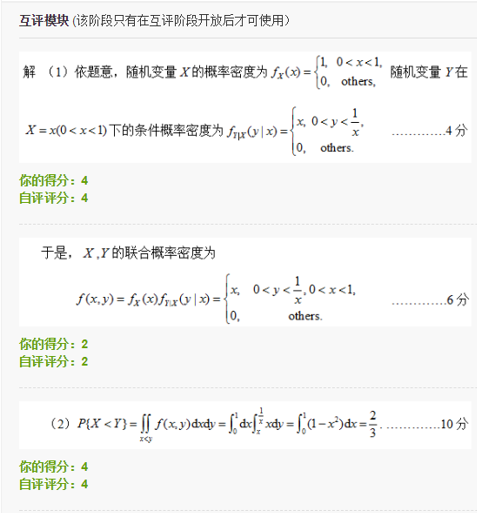 互评模块 (该阶段只有在互评阶段开放后才可使用)
解 (1) 依题意，随机变量 X 的概率密度为 f_X(x) = {1, 0 < x < 1, 0, others, 随机变量 Y 在
X = x(0 < x < 1) 下的条件概率密度为 f_{Y|X}(y | x) = {x, 0 < y < 1/x, 0, others. …………4 分
你的得分：4
自评评分：4
于是， X ,Y 的联合概率密度为
f(x, y) = f_X(x)f_{Y|X}(y | x) = {x, 0 < y < 1/x, 0 < x < 1, 0, others. …………6 分
你的得分：2
自评评分：2
(2) P{X < Y} = ∬_{x<y} f(x, y)dxdy = ∫_0^1 dx∫_x^{1/x} xdy = ∫_0^1 (1 − x²)dx = 2/3 . ………….10 分
你的得分：4
自评评分：4